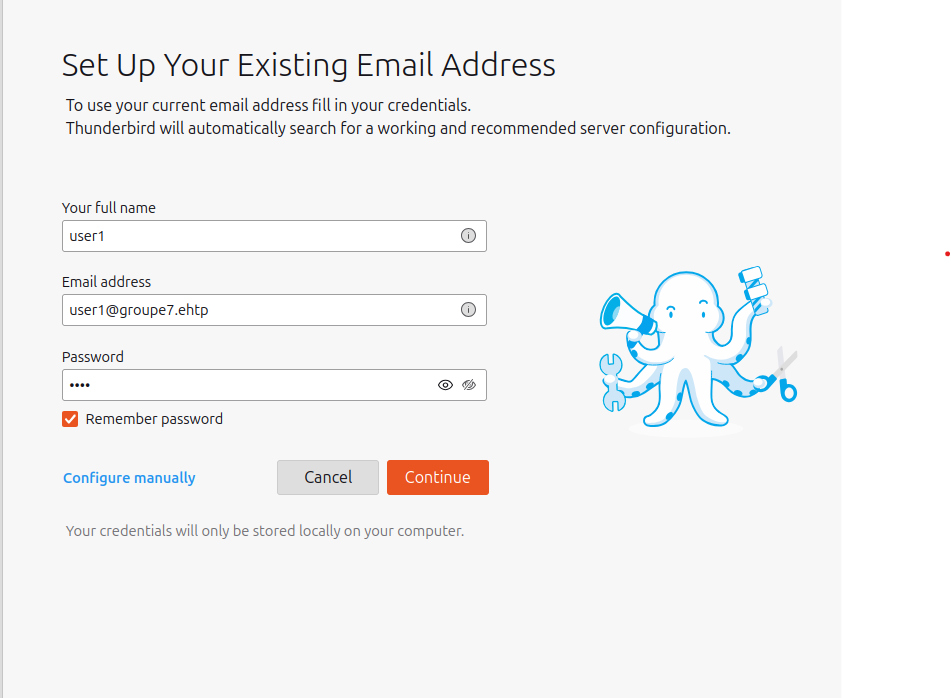 Set Up Your Existing Email Address
To use your current email address fill in your credentials.
Thunderbird will automatically search for a working and recommended server configuration.
Your full name
user1
Email address
user1@groupe7.ehtp
Password
••••
Remember password
Configure manually
Cancel
Continue
Your credentials will only be stored locally on your computer.